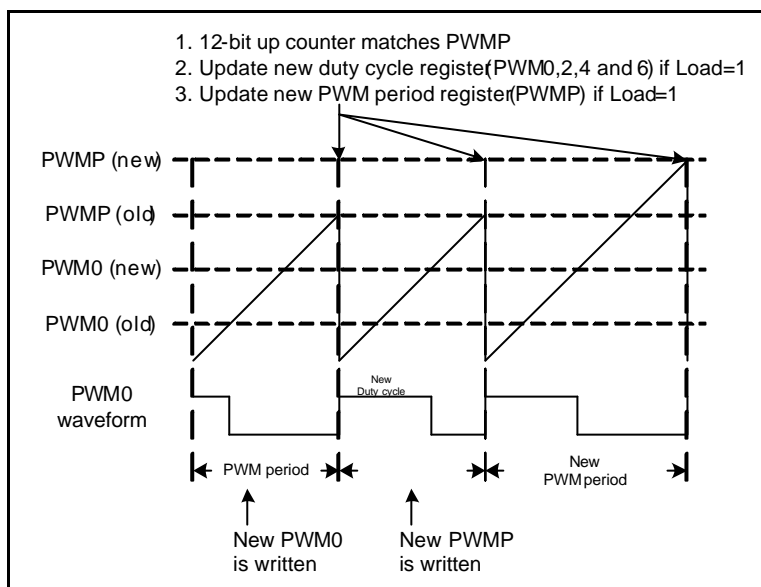 1. 12-bit up counter matches PWMP
2. Update new duty cycle register(PWM0,2,4 and 6) if Load=1
3. Update new PWM period register(PWMP) if Load=1
PWMP (new)
PWMP (old)
PWM0 (new)
PWM0 (old)
PWM0
waveform
New
Duty cycle
PWM period
New
PWM period
New PWM0
is written
New PWMP
is written